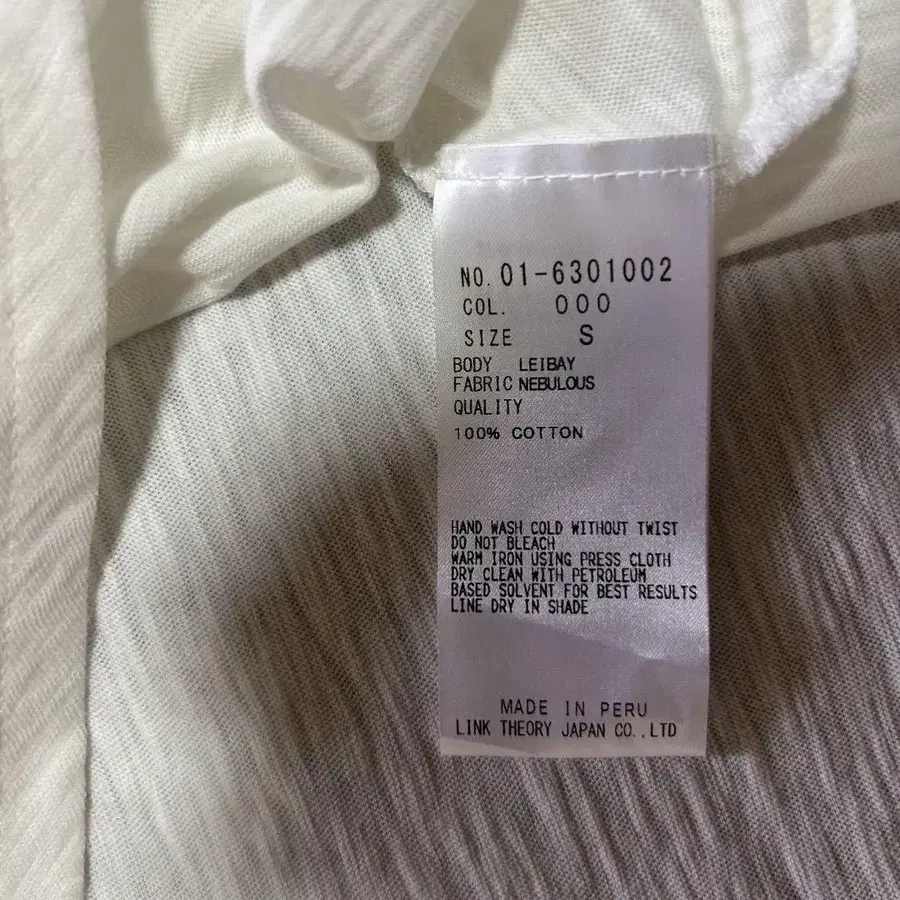 NO. 01-6301002
COL. 000
SIZE S
BODY LEIBAY
FABRIC NEBULOUS
QUALITY
100% COTTON
HAND WASH COLD WITHOUT TWIST
DO NOT BLEACH
WARM IRON USING PRESS CLOTH
DRY CLEAN WITH PETROLEUM
BASED SOLVENT FOR BEST RESULTS
LINE DRY IN SHADE
MADE IN PERU
LINK THEORY JAPAN CO.,LTD